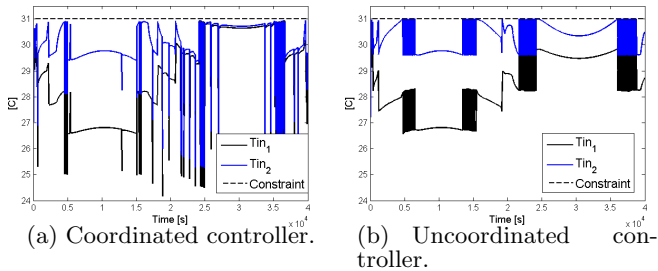 31
30
29
28
27
26
25
24
[C]
Tin1
Tin2
Constraint
0 0.5 1 1.5 2 2.5 3 3.5 4
Time [s]
x 10^4
(a) Coordinated controller.
31
30
29
28
27
26
25
24
[C]
Tin1
Tin2
Constraint
0 0.5 1 1.5 2 2.5 3 3.5 4
Time [s]
x 10^4
(b) Uncoordinated con-
troller.